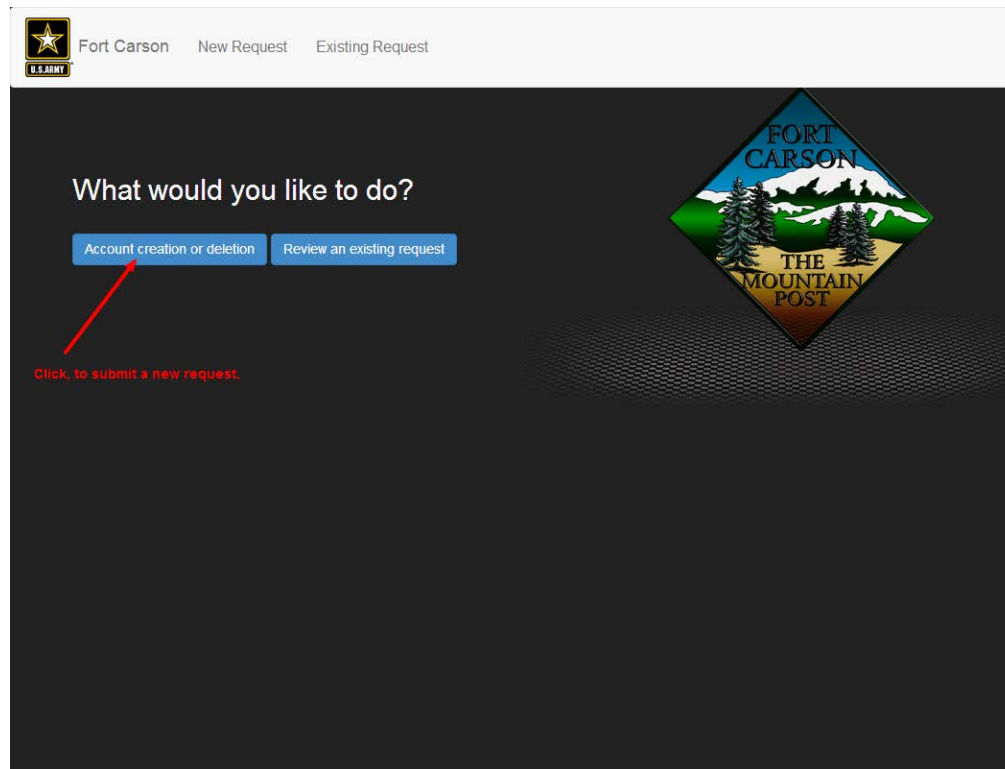 Fort Carson New Request Existing Request
U.S.ARMY
FORT
CARSON
What would you like to do?
Account creation or deletion Review an existing request
THE
MOUNTAIN
POST
Click, to submit a new request.